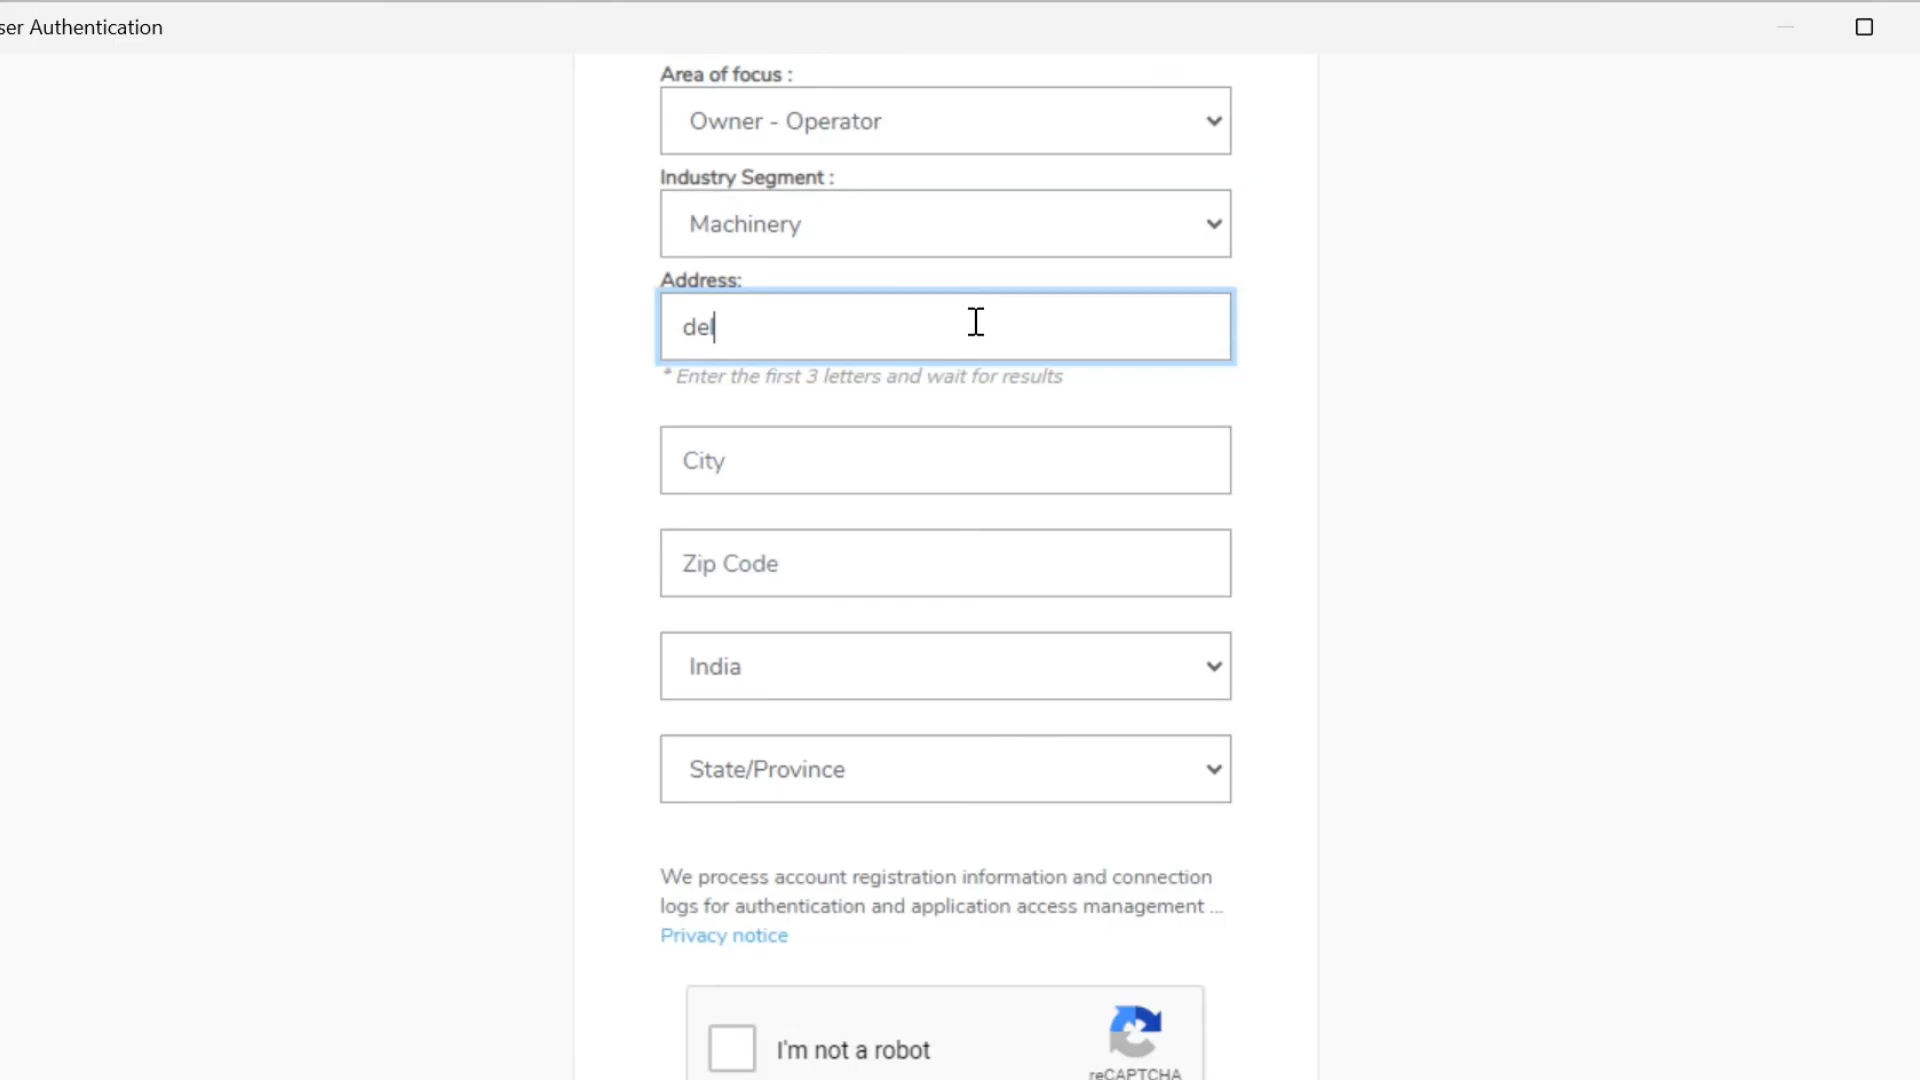 ser Authentication
Area of focus :
Owner - Operator
Industry Segment :
Machinery
Address:
del
* Enter the first 3 letters and wait for results
City
Zip Code
India
State/Province
We process account registration information and connection
logs for authentication and application access management ...
Privacy notice
I'm not a robot
reCAPTCHA